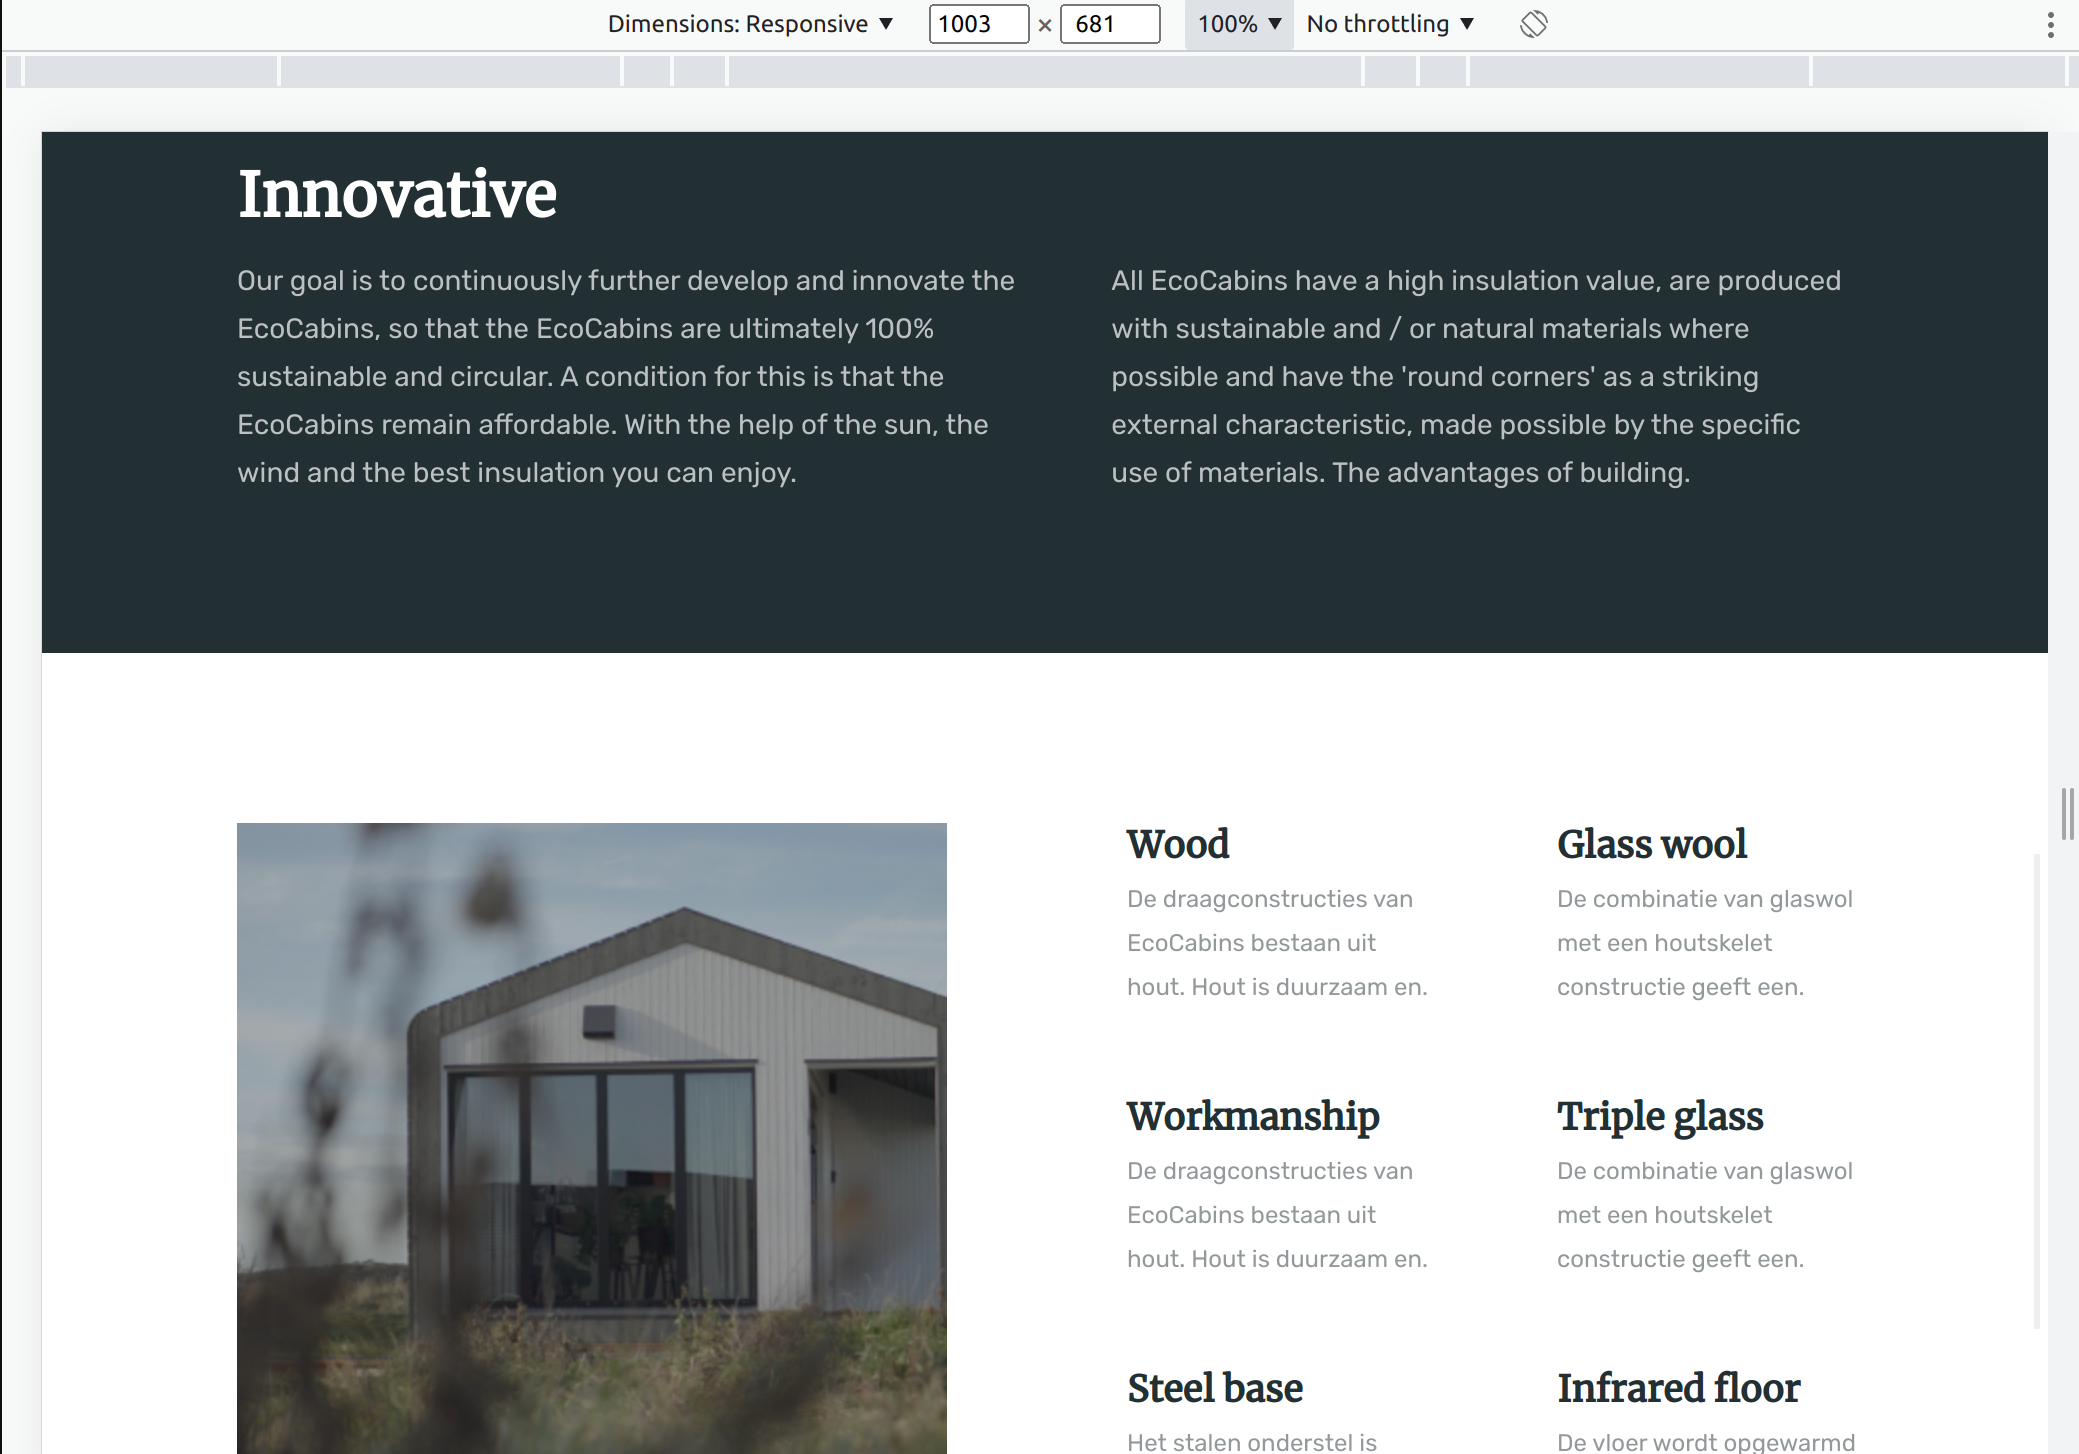 Dimensions: Responsive ▼ 1003 × 681 100% ▼ No throttling ▼
Innovative
Our goal is to continuously further develop and innovate the
EcoCabins, so that the EcoCabins are ultimately 100%
sustainable and circular. A condition for this is that the
EcoCabins remain affordable. With the help of the sun, the
wind and the best insulation you can enjoy.
All EcoCabins have a high insulation value, are produced
with sustainable and / or natural materials where
possible and have the 'round corners' as a striking
external characteristic, made possible by the specific
use of materials. The advantages of building.
Wood
De draagconstructies van
EcoCabins bestaan uit
hout. Hout is duurzaam en.
Glass wool
De combinatie van glaswol
met een houtskelet
constructie geeft een.
Workmanship
De draagconstructies van
EcoCabins bestaan uit
hout. Hout is duurzaam en.
Triple glass
De combinatie van glaswol
met een houtskelet
constructie geeft een.
Steel base
Het stalen onderstel is
Infrared floor
De vloer wordt opgewarmd